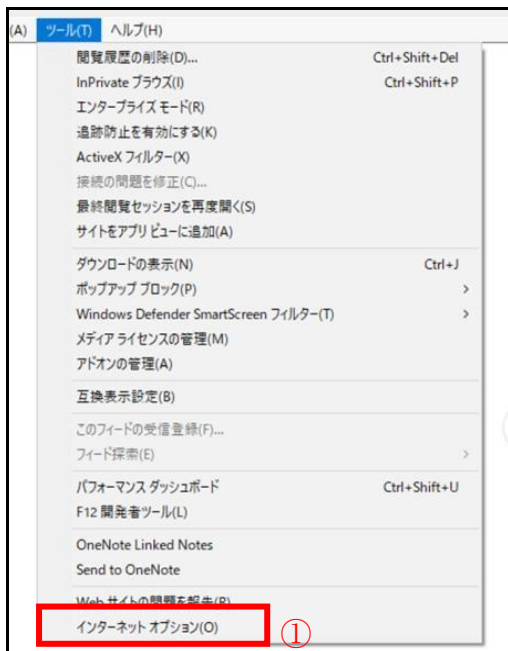 (A) ツール(T) ヘルプ(H)
閲覧履歴の削除(D)... Ctrl+Shift+Del
InPrivate ブラウズ(I) Ctrl+Shift+P
エンタープライズ モード(R)
追跡防止を有効にする(K)
ActiveX フィルター(X)
接続の問題を修正(C)...
最終閲覧セッションを再度開く(S)
サイトをアプリ ビューに追加(A)
ダウンロードの表示(N) Ctrl+J
ポップアップ ブロック(P)
Windows Defender SmartScreen フィルター(T)
メディア ライセンスの管理(M)
アドオンの管理(A)
互換表示設定(B)
このフィードの受信登録(F)...
フィード探索(E)
パフォーマンス ダッシュボード Ctrl+Shift+U
F12 開発者ツール(L)
OneNote Linked Notes
Send to OneNote
Web サイトの問題を報告(R)
インターネット オプション(O) ①